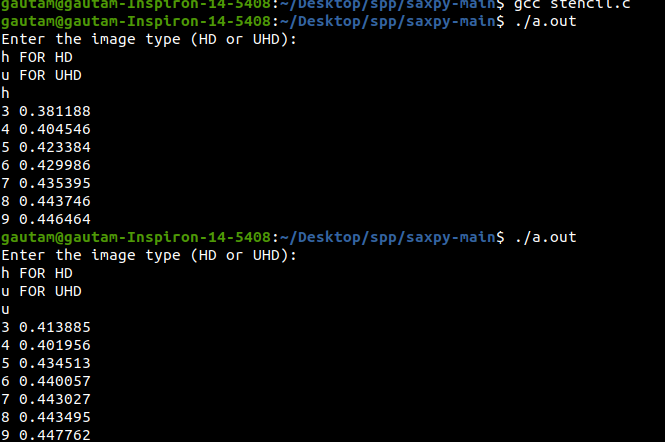 gautam@gautam-Inspiron-14-5408:~/Desktop/spp/saxpy-main$ gcc stencil.c
gautam@gautam-Inspiron-14-5408:~/Desktop/spp/saxpy-main$ ./a.out
Enter the image type (HD or UHD):
h FOR HD
u FOR UHD
h
3 0.381188
4 0.404546
5 0.423384
6 0.429986
7 0.435395
8 0.443746
9 0.446464
gautam@gautam-Inspiron-14-5408:~/Desktop/spp/saxpy-main$ ./a.out
Enter the image type (HD or UHD):
h FOR HD
u FOR UHD
u
3 0.413885
4 0.401956
5 0.434513
6 0.440057
7 0.443027
8 0.443495
9 0.447762